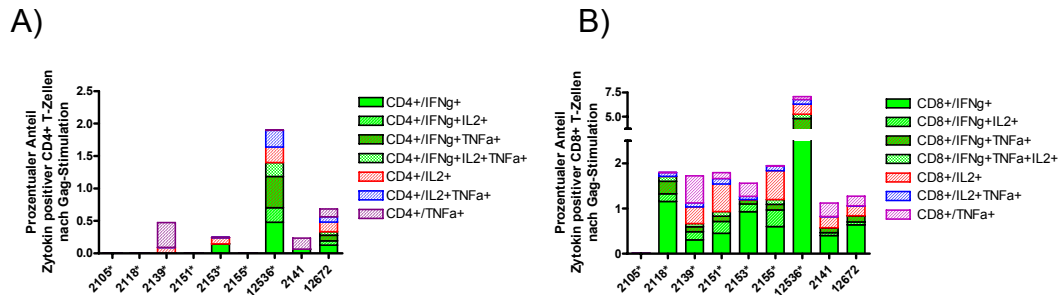 A)
B)
Prozentualer Anteil
Zytokin positiver CD4+ T-Zellen
nach Gag-Stimulation
2.5
2.0
1.5
1.0
0.5
0.0
2105*
2118*
2139*
2151*
2153*
2155*
12536*
2141
12672
CD4+/IFNg+
CD4+/IFNg+IL2+
CD4+/IFNg+TNFa+
CD4+/IFNg+IL2+TNFa+
CD4+/IL2+
CD4+/IL2+TNFa+
CD4+/TNFa+
Prozentualer Anteil
Zytokin positiver CD8+ T-Zellen
nach Gag-Stimulation
7.5
5.0
2
1
0
2105*
2118*
2139*
2151*
2153*
2155*
12536*
2141
12672
CD8+/IFNg+
CD8+/IFNg+IL2+
CD8+/IFNg+TNFa+
CD8+/IFNg+TNFa+IL2+
CD8+/IL2+
CD8+/IL2+TNFa+
CD8+/TNFa+